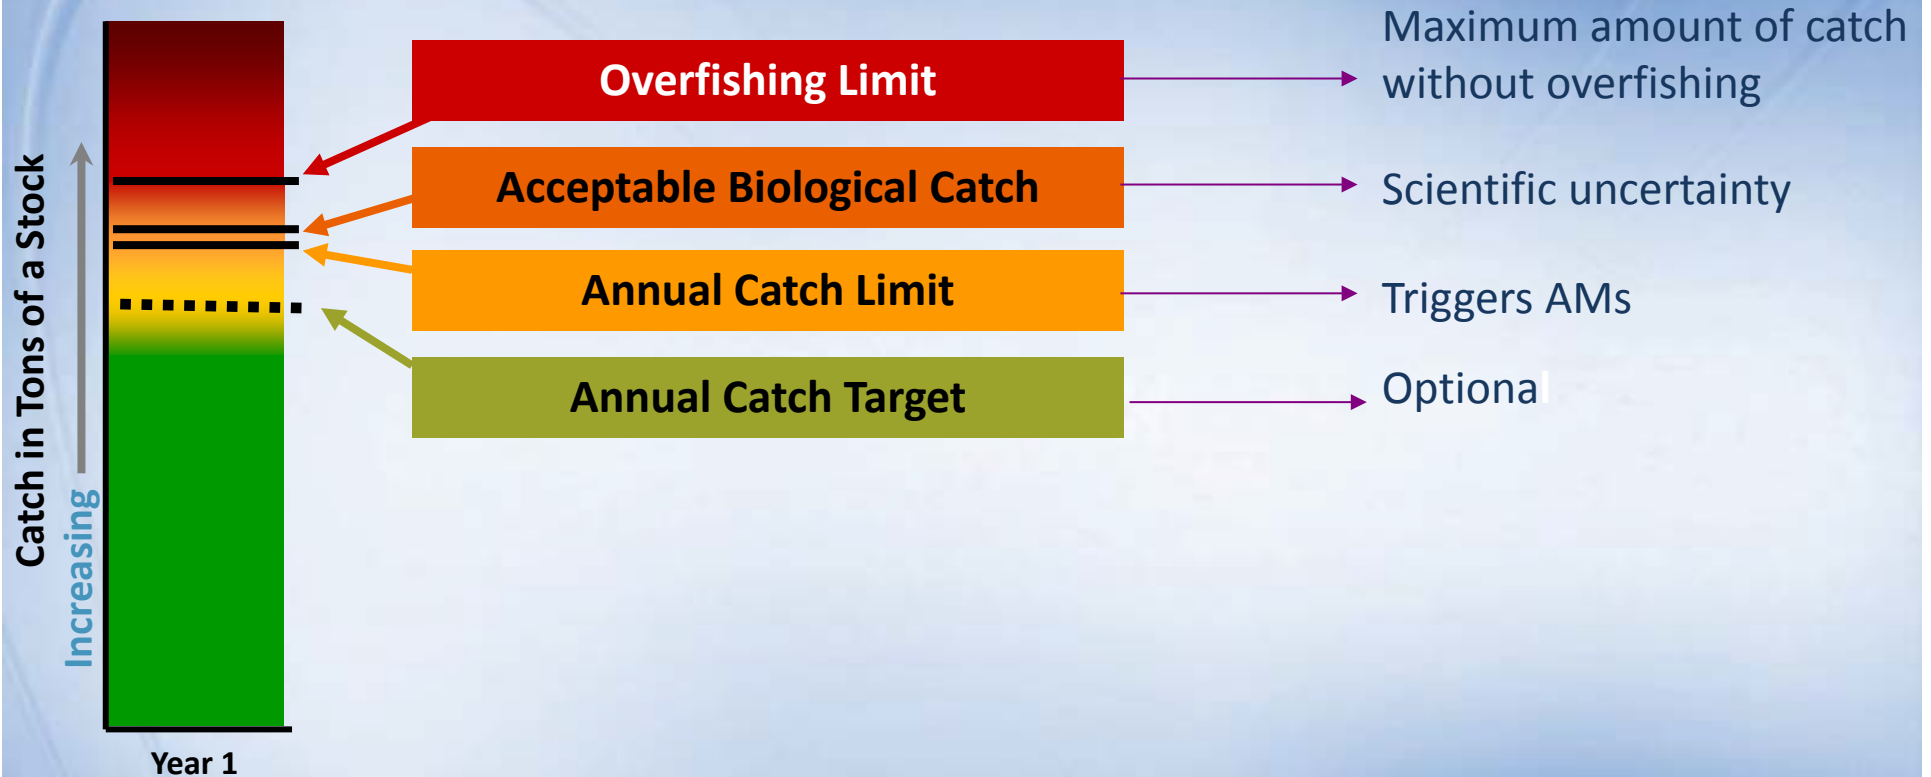 Maximum amount of catch
without overfishing
Overfishing Limit
Acceptable Biological Catch
Scientific uncertainty
Annual Catch Limit
Triggers AMs
Annual Catch Target
Optional
Catch in Tons of a Stock
Increasing
Year 1